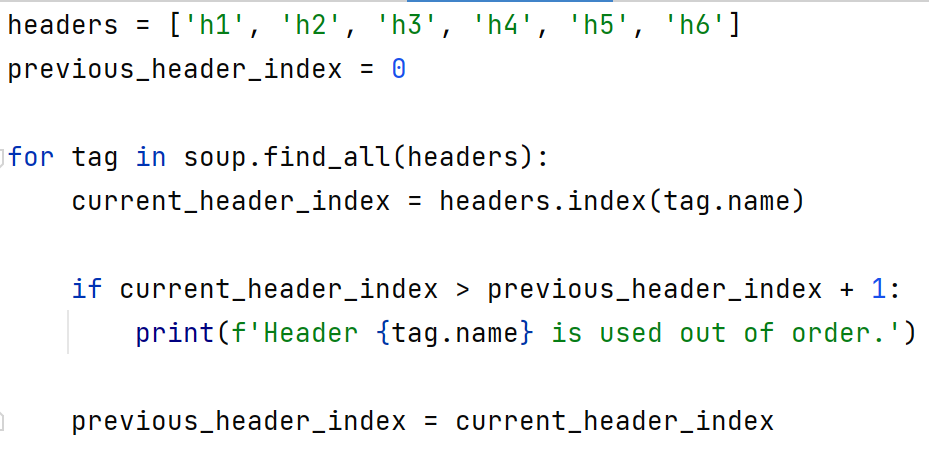 headers = ['h1', 'h2', 'h3', 'h4', 'h5', 'h6']
previous_header_index = 0
for tag in soup.find_all(headers):
    current_header_index = headers.index(tag.name)
    if current_header_index > previous_header_index + 1:
        print(f'Header {tag.name} is used out of order.')
    previous_header_index = current_header_index